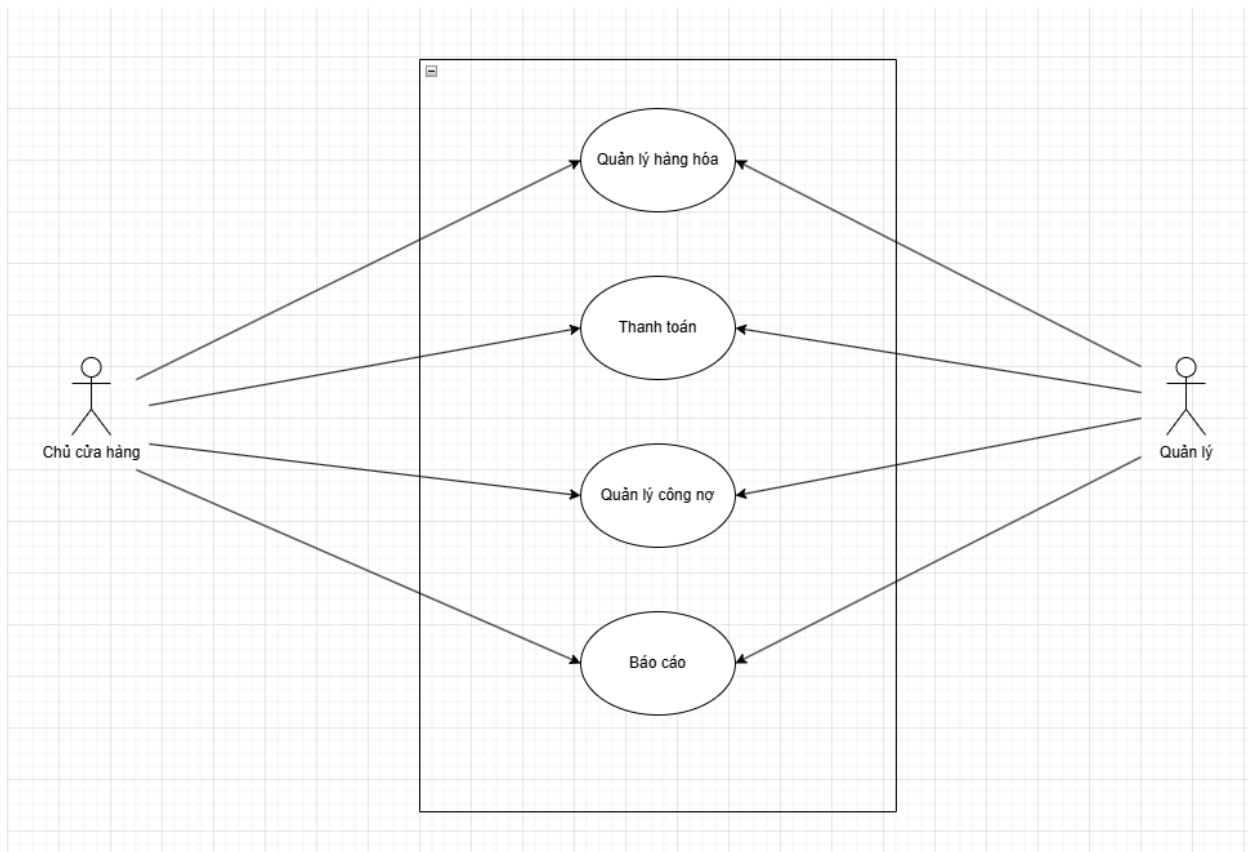 Quản lý hàng hóa
Thanh toán
Chủ cửa hàng
Quản lý
Quản lý công nợ
Báo cáo